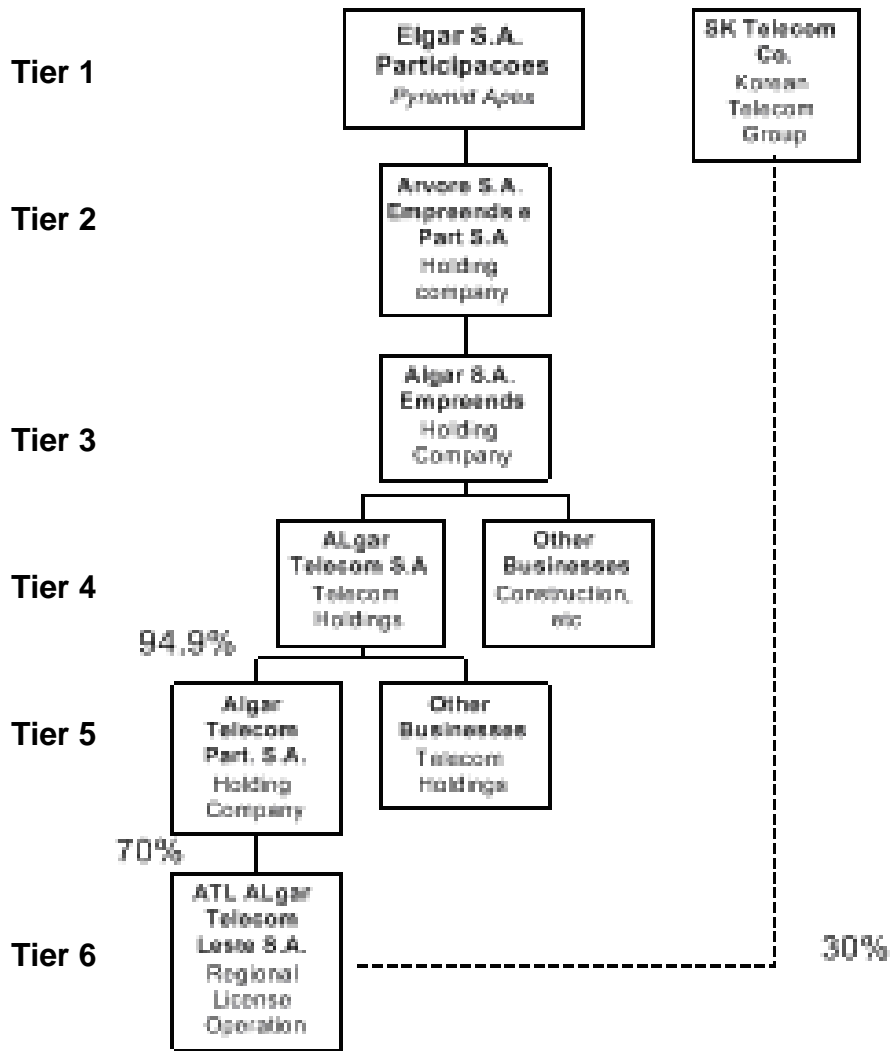 Tier 1
Elgar S.A.
Participacoes
Pyramid Apex
SK Telecom
Co.
Korean
Telecom
Group
Tier 2
Arvore S.A.
Empreends e
Part S.A
Holding
company
Tier 3
Algar S.A.
Empreends
Holding
Company
Tier 4
ALgar
Telecom S.A
Telecom
Holdings
Other
Businesses
Construction,
etc
94.9%
Tier 5
Algar
Telecom
Part. S.A.
Holding
Company
Other
Businesses
Telecom
Holdings
70%
Tier 6
ATL ALgar
Telecom
Leste S.A.
Regional
License
Operation
30%